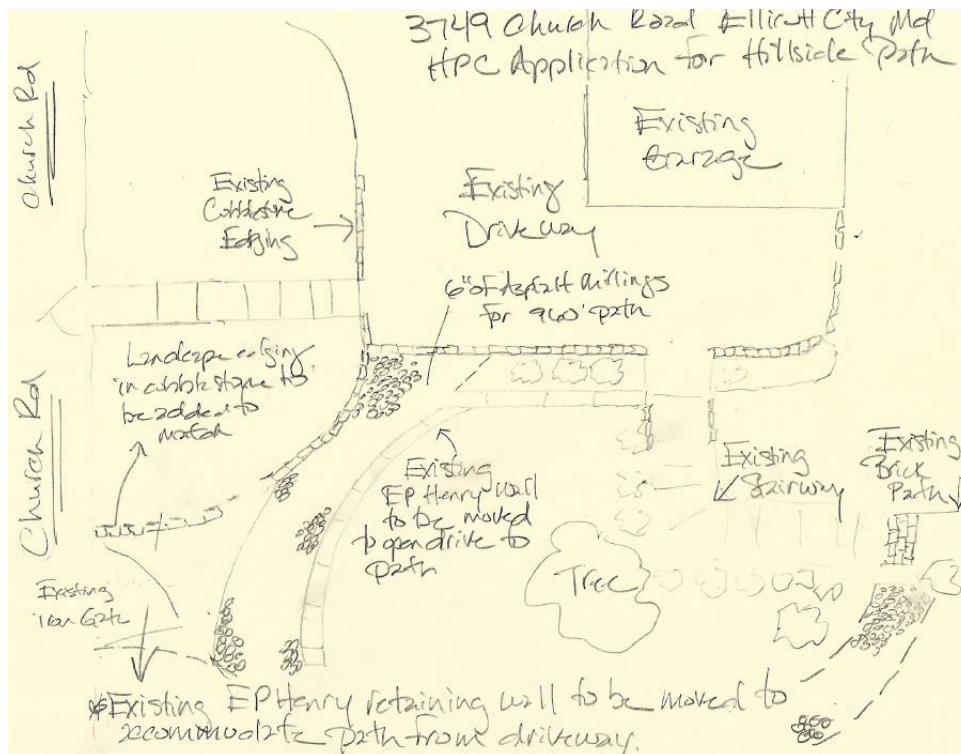 3749 Church Road Ellicott City Md
HPC Application for Hillside Path
Church Rd
Existing
Garage
Existing
Cobblestone
Edging
Existing
Driveway
6" of Asphalt Millings
for path
Landscape edging
in cobblestone to
be added to
match
Church Rd
Existing
EP Henry wall
to be moved
to open drive to
path
Existing
Stairway
Existing
Brick
Path
Tree
Existing
iron Gate
*Existing EP Henry retaining wall to be moved to
accommodate path from driveway.